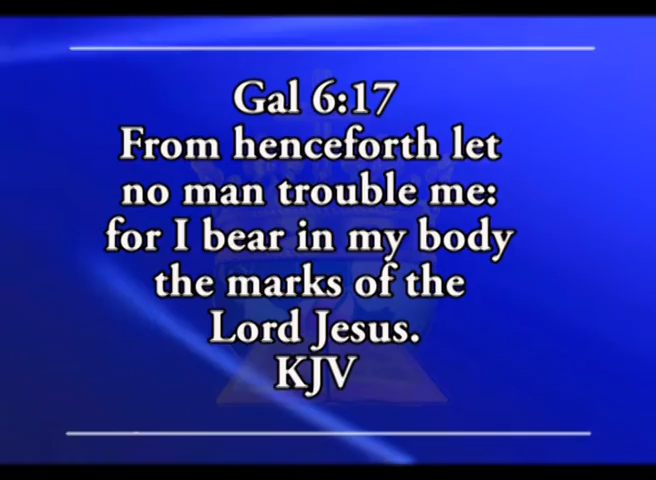 Gal 6:17
From henceforth let
no man trouble me:
for I bear in my body
the marks of the
Lord Jesus.
KJV